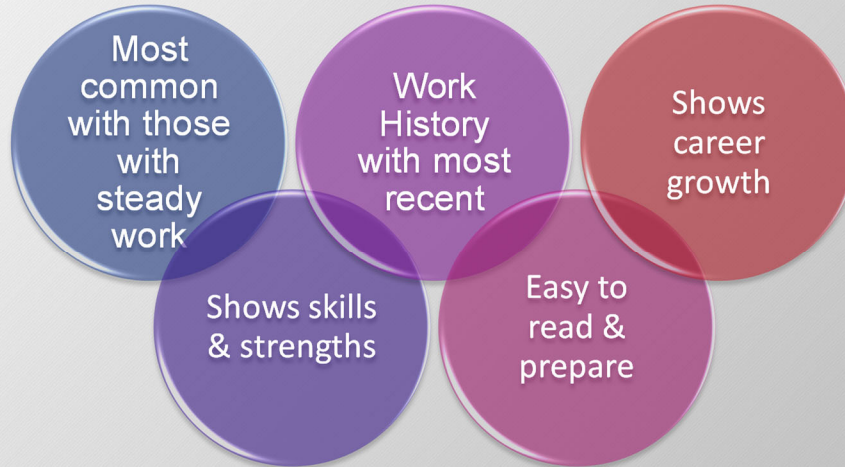 Most
common
with those
with
steady
work
Shows skills
& strengths
Work
History
with most
recent
Easy to
read &
prepare
Shows
career
growth